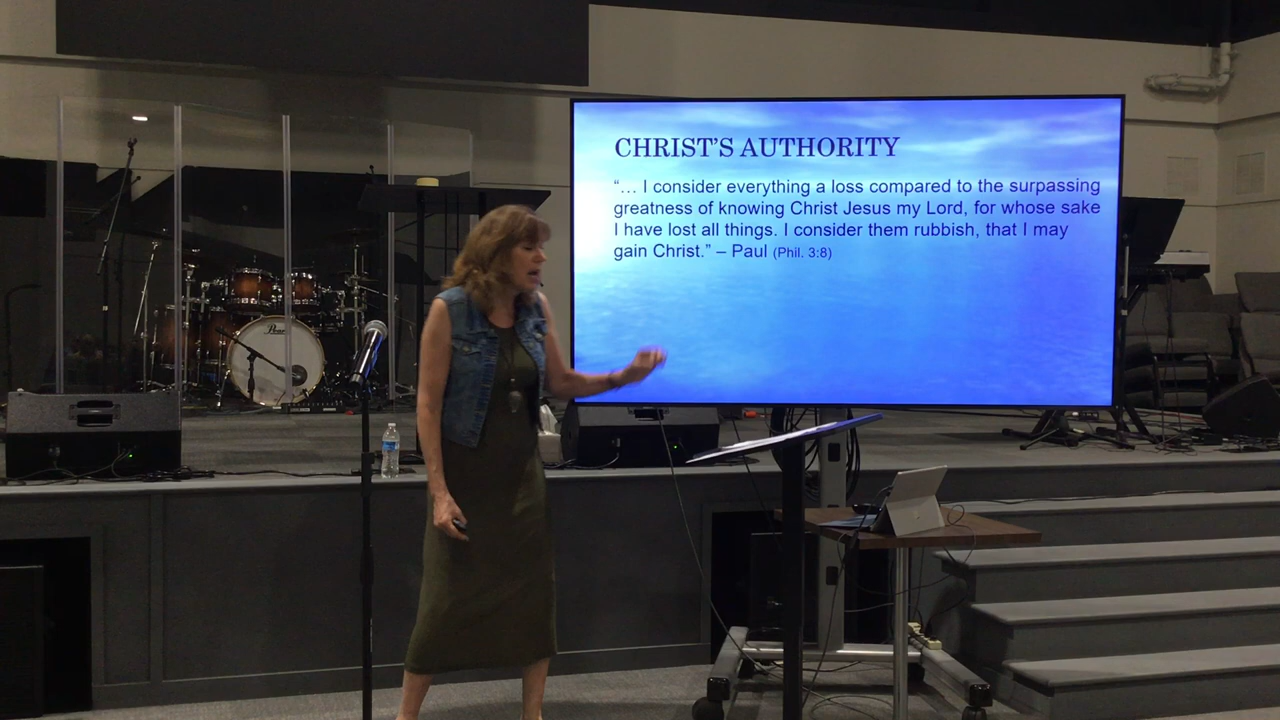 CHRIST'S AUTHORITY
“… I consider everything a loss compared to the surpassing
greatness of knowing Christ Jesus my Lord, for whose sake
I have lost all things. I consider them rubbish, that I may
gain Christ.” – Paul (Phil. 3:8)
Pearl